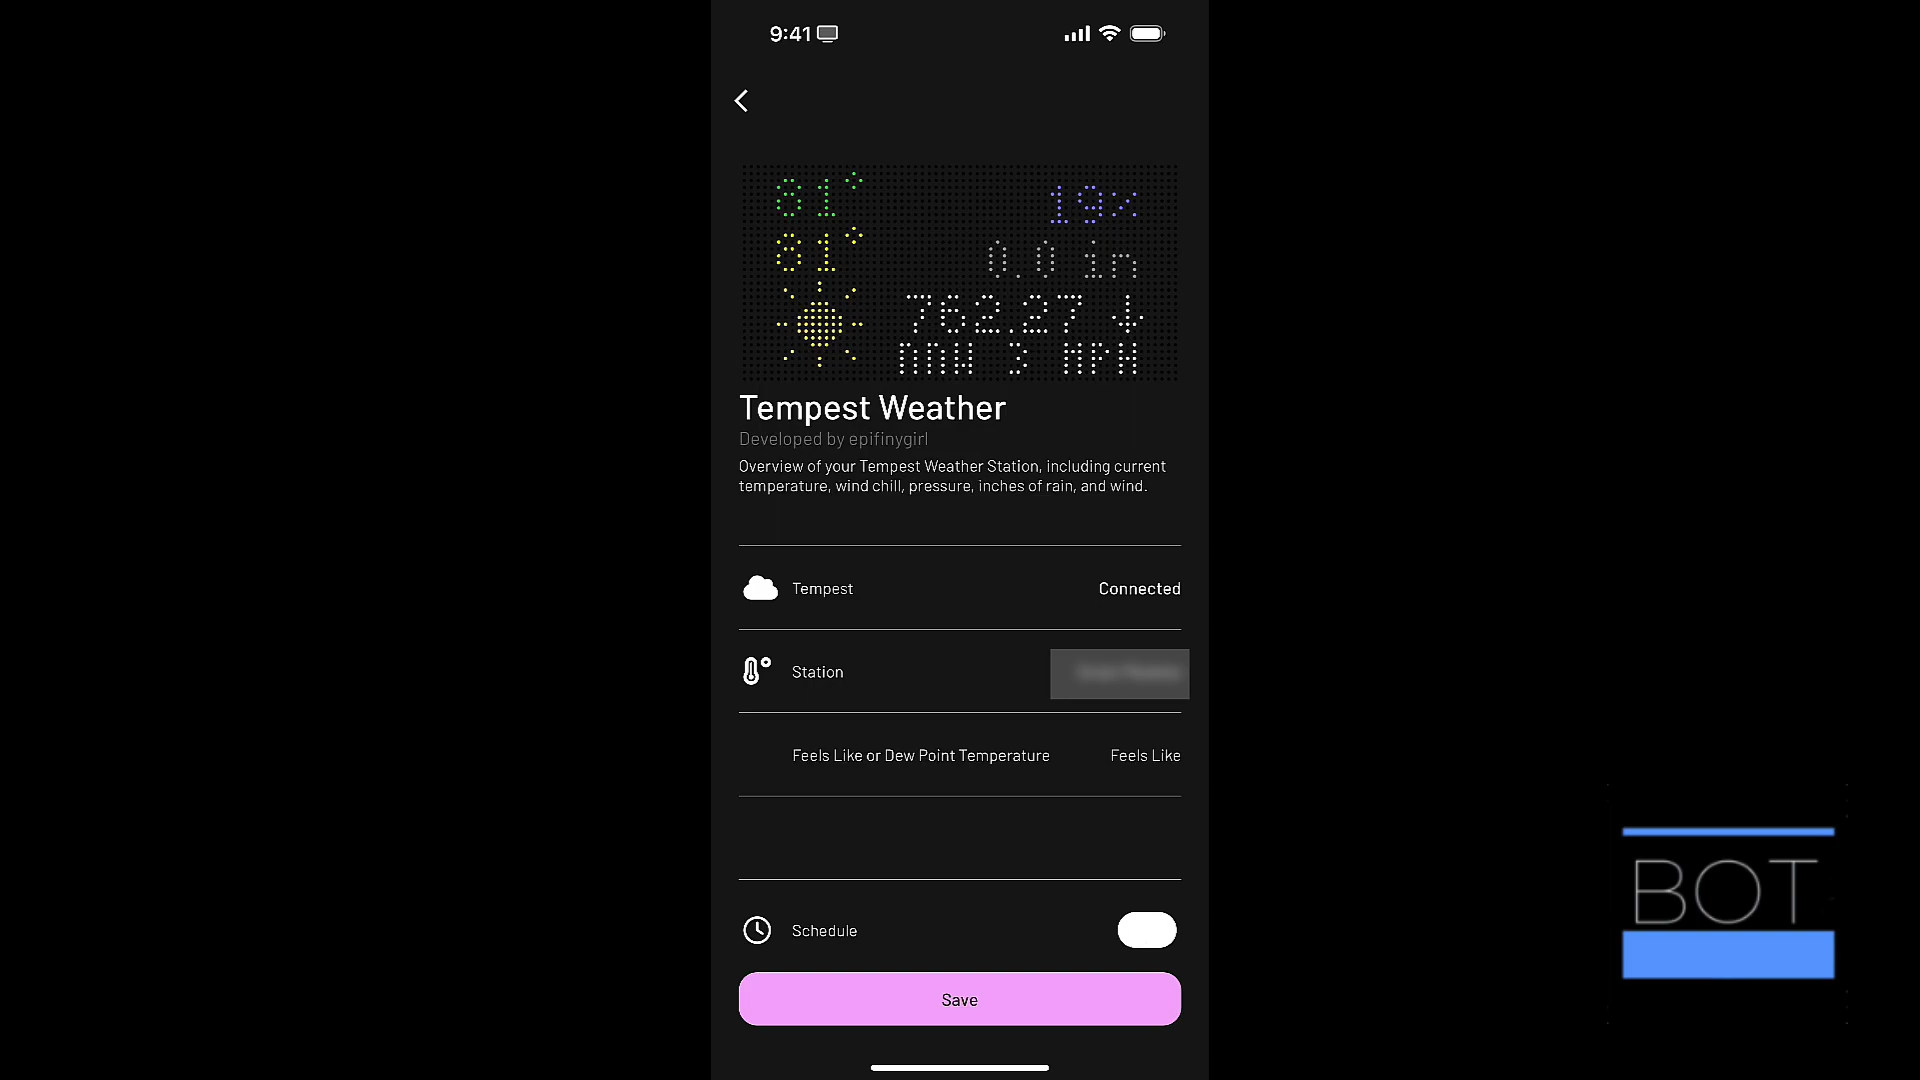 9:41
81°
19%
81°
0.0 in
762.27 ↓
NNW 3 MPH
Tempest Weather
Developed by epifinygirl
Overview of your Tempest Weather Station, including current
temperature, wind chill, pressure, inches of rain, and wind.
Tempest
Connected
Station
Feels Like or Dew Point Temperature
Feels Like
Schedule
Save
BOT